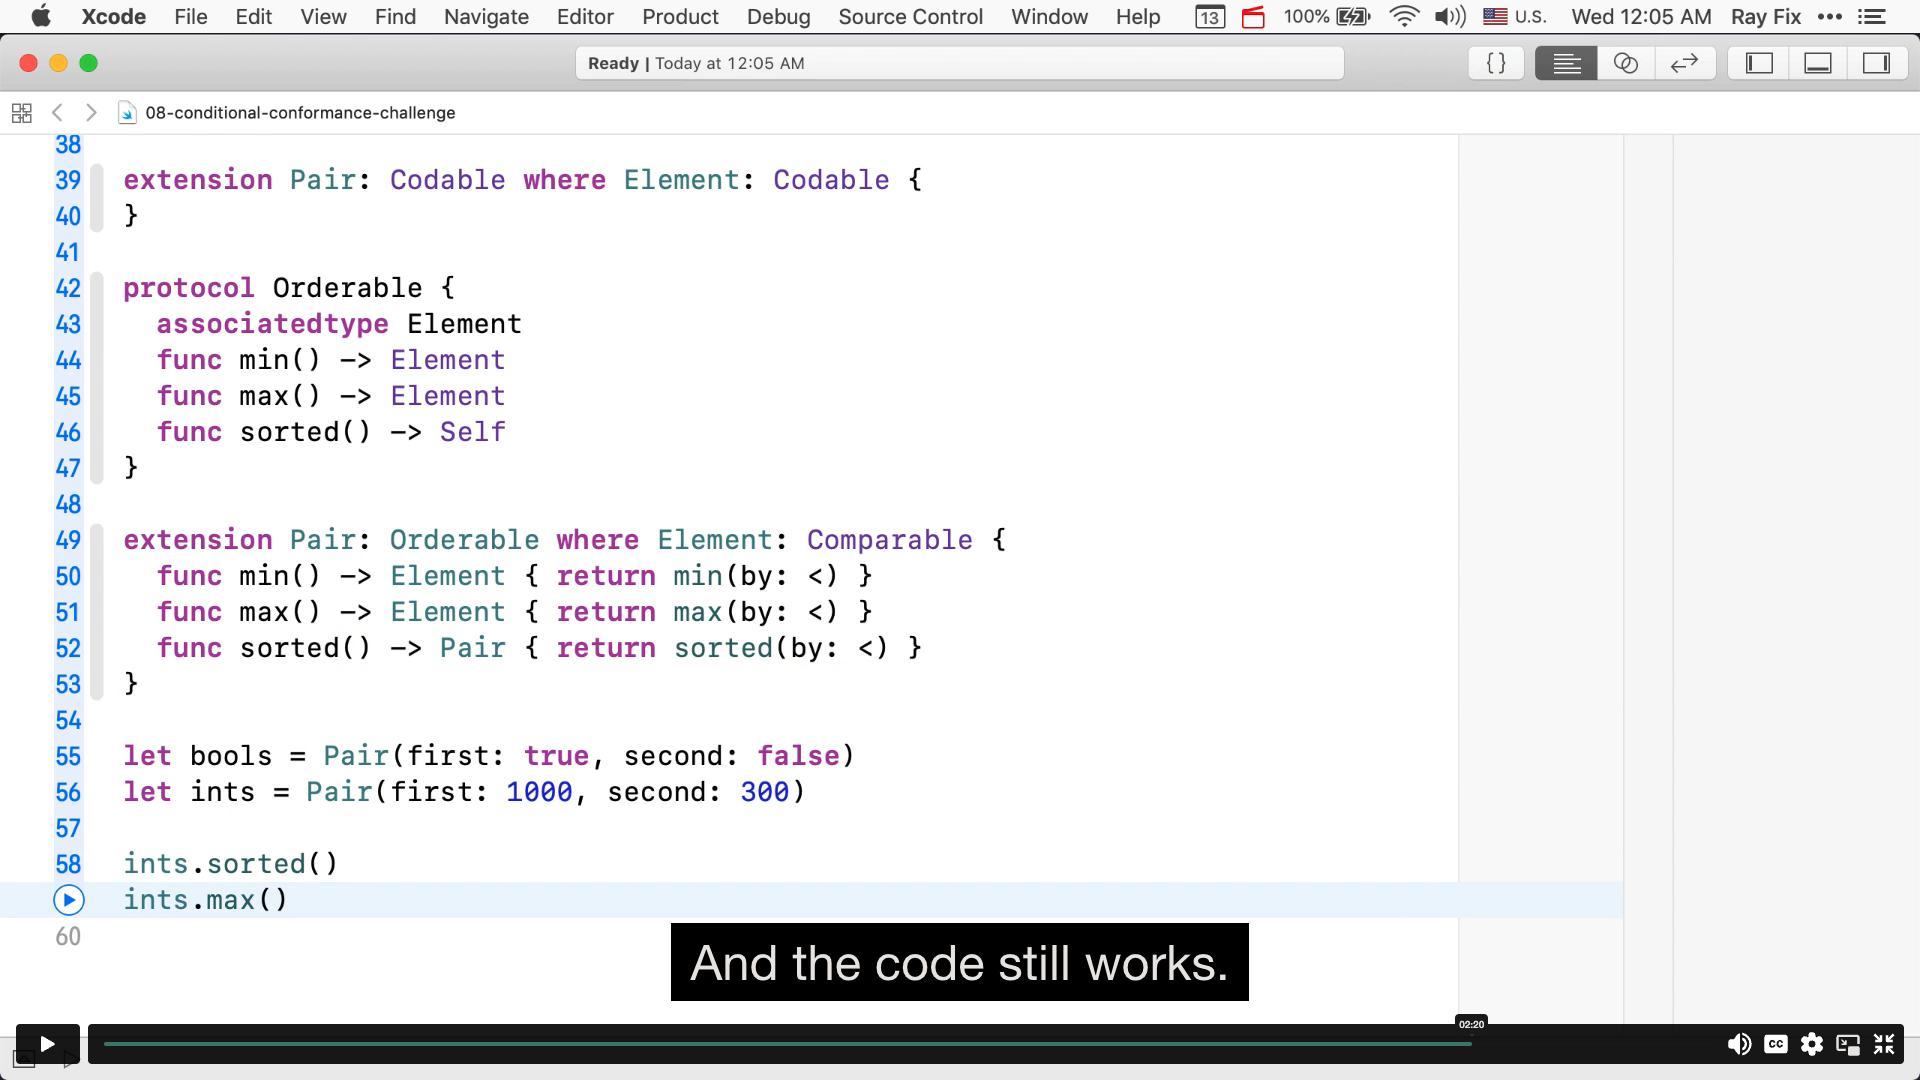 Xcode File Edit View Find Navigate Editor Product Debug Source Control Window Help 13 100% U.S. Wed 12:05 AM Ray Fix
Ready | Today at 12:05 AM { }
08-conditional-conformance-challenge
38
39 extension Pair: Codable where Element: Codable {
40 }
41
42 protocol Orderable {
43 associatedtype Element
44 func min() -> Element
45 func max() -> Element
46 func sorted() -> Self
47 }
48
49 extension Pair: Orderable where Element: Comparable {
50 func min() -> Element { return min(by: <) }
51 func max() -> Element { return max(by: <) }
52 func sorted() -> Pair { return sorted(by: <) }
53 }
54
55 let bools = Pair(first: true, second: false)
56 let ints = Pair(first: 1000, second: 300)
57
58 ints.sorted()
ints.max()
60
And the code still works.
02:20
CC